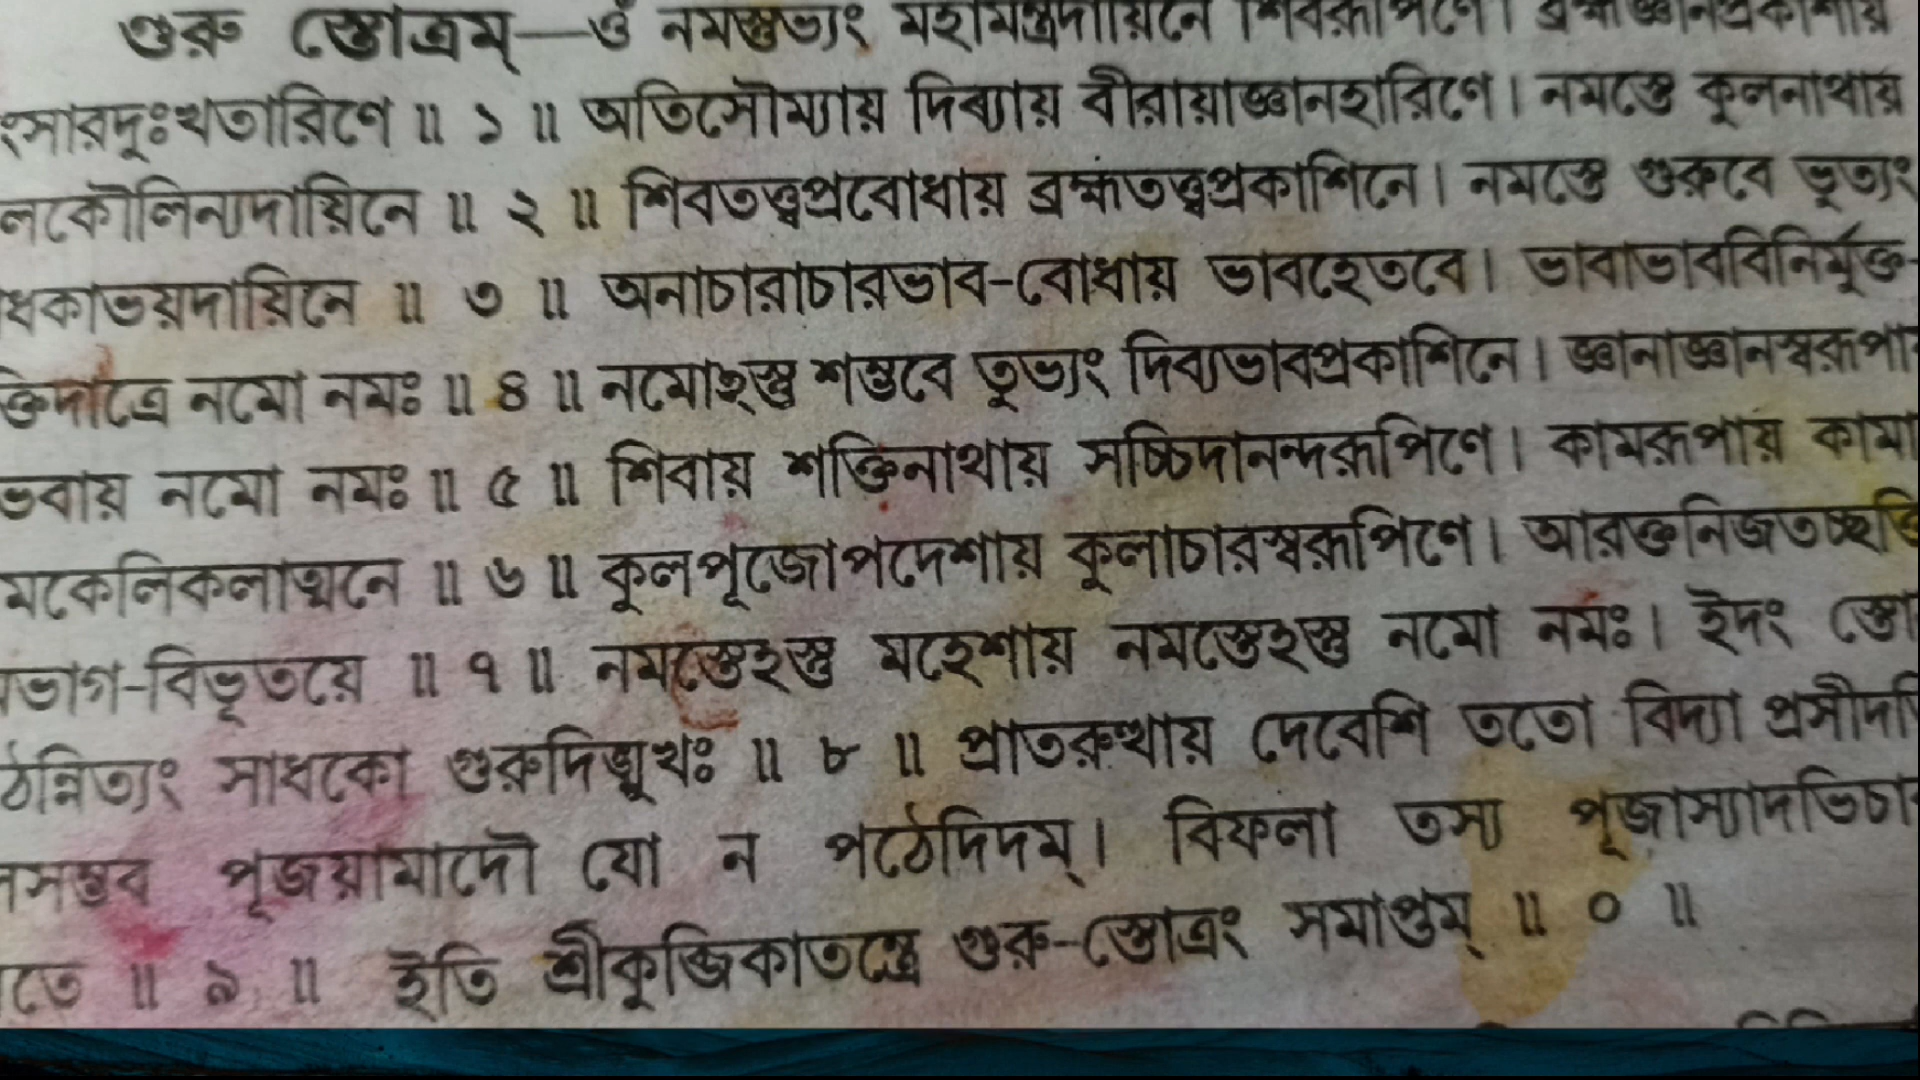 গুরু স্তোত্রম্—ওঁ নমস্তুভ্যং মহামন্ত্রদায়িনে শিবরূপিণে। ব্রহ্মজ্ঞানপ্রকাশায়
ংসারদুঃখতারিণে ॥ ১ ॥ অতিসৌম্যায় দিব্যায় বীরায়াজ্ঞানহারিণে। নমস্তে কুলনাথায়
লকৌলিন্যদায়িনে ॥ ২ ॥ শিবতত্ত্বপ্রবোধায় ব্রহ্মতত্ত্বপ্রকাশিনে। নমস্তে গুরুবে তুভ্যং
ধকাভয়দায়িনে ॥ ৩ ॥ অনাচারাচারভাব-বোধায় ভাবহেতবে। ভাবাভাববিনির্মুক্ত-
ক্তিদাত্রে নমো নমঃ ॥ ৪ ॥ নমোঽস্তু শম্ভবে তুভ্যং দিব্যভাবপ্রকাশিনে। জ্ঞানাজ্ঞানস্বরূপা
ভবায় নমো নমঃ ॥ ৫ ॥ শিবায় শক্তিনাথায় সচ্চিদানন্দরূপিণে। কামরূপায় কামা
মকেলিকলাত্মনে ॥ ৬ ॥ কুলপূজোপদেশায় কুলাচারস্বরূপিণে। আরক্তনিজতচ্ছক্তি
ভাগ-বিভূতয়ে ॥ ৭ ॥ নমস্তেঽস্তু মহেশায় নমস্তেঽস্তু নমো নমঃ। ইদং স্তো
ঠেন্নিত্যং সাধকো গুরুদিঙ্মুখঃ ॥ ৮ ॥ প্রাতরুত্থায় দেবেশি ততো বিদ্যা প্রসীদতি
সম্ভব পূজয়ামাদৌ যো ন পঠেদিদম্। বিফলা তস্য পূজাস্যাদভিচা
তে ॥ ৯ ॥ ইতি শ্রীকুব্জিকাতন্ত্রে গুরু-স্তোত্রং সমাপ্তম্ ॥ ০ ॥